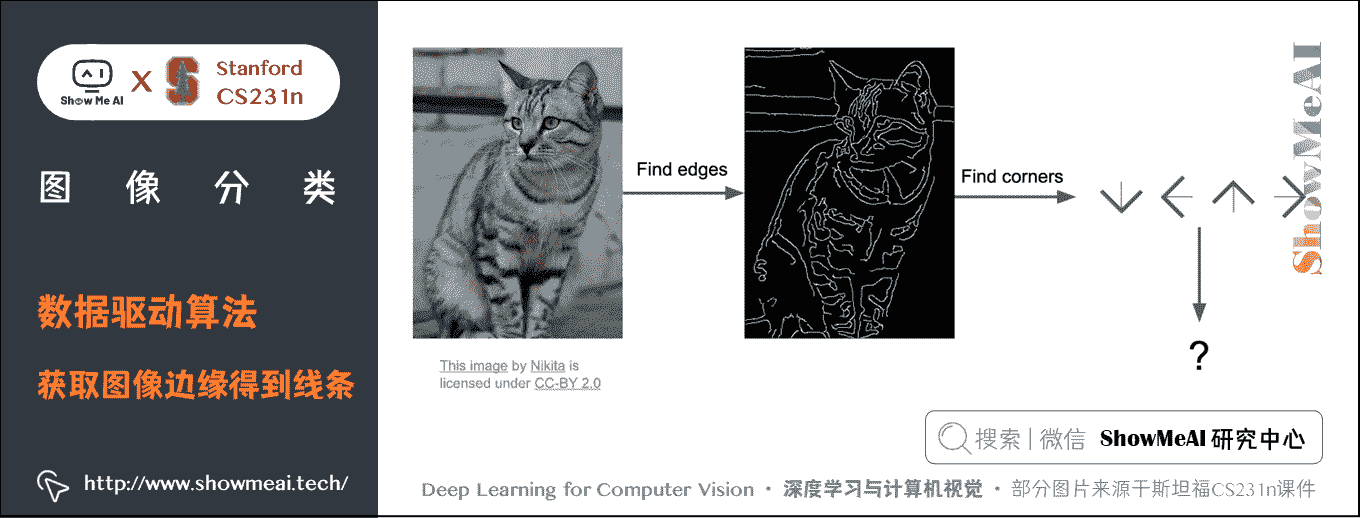 Show Me AI
X
Stanford
CS231n
图像分类
数据驱动算法
获取图像边缘得到线条
http://www.showmeai.tech/
Find edges
Find corners
?
This image by Nikita is
licensed under CC-BY 2.0
ShowMeAI
搜索 | 微信 ShowMeAI 研究中心
Deep Learning for Computer Vision · 深度学习与计算机视觉 · 部分图片来源于斯坦福CS231n课件